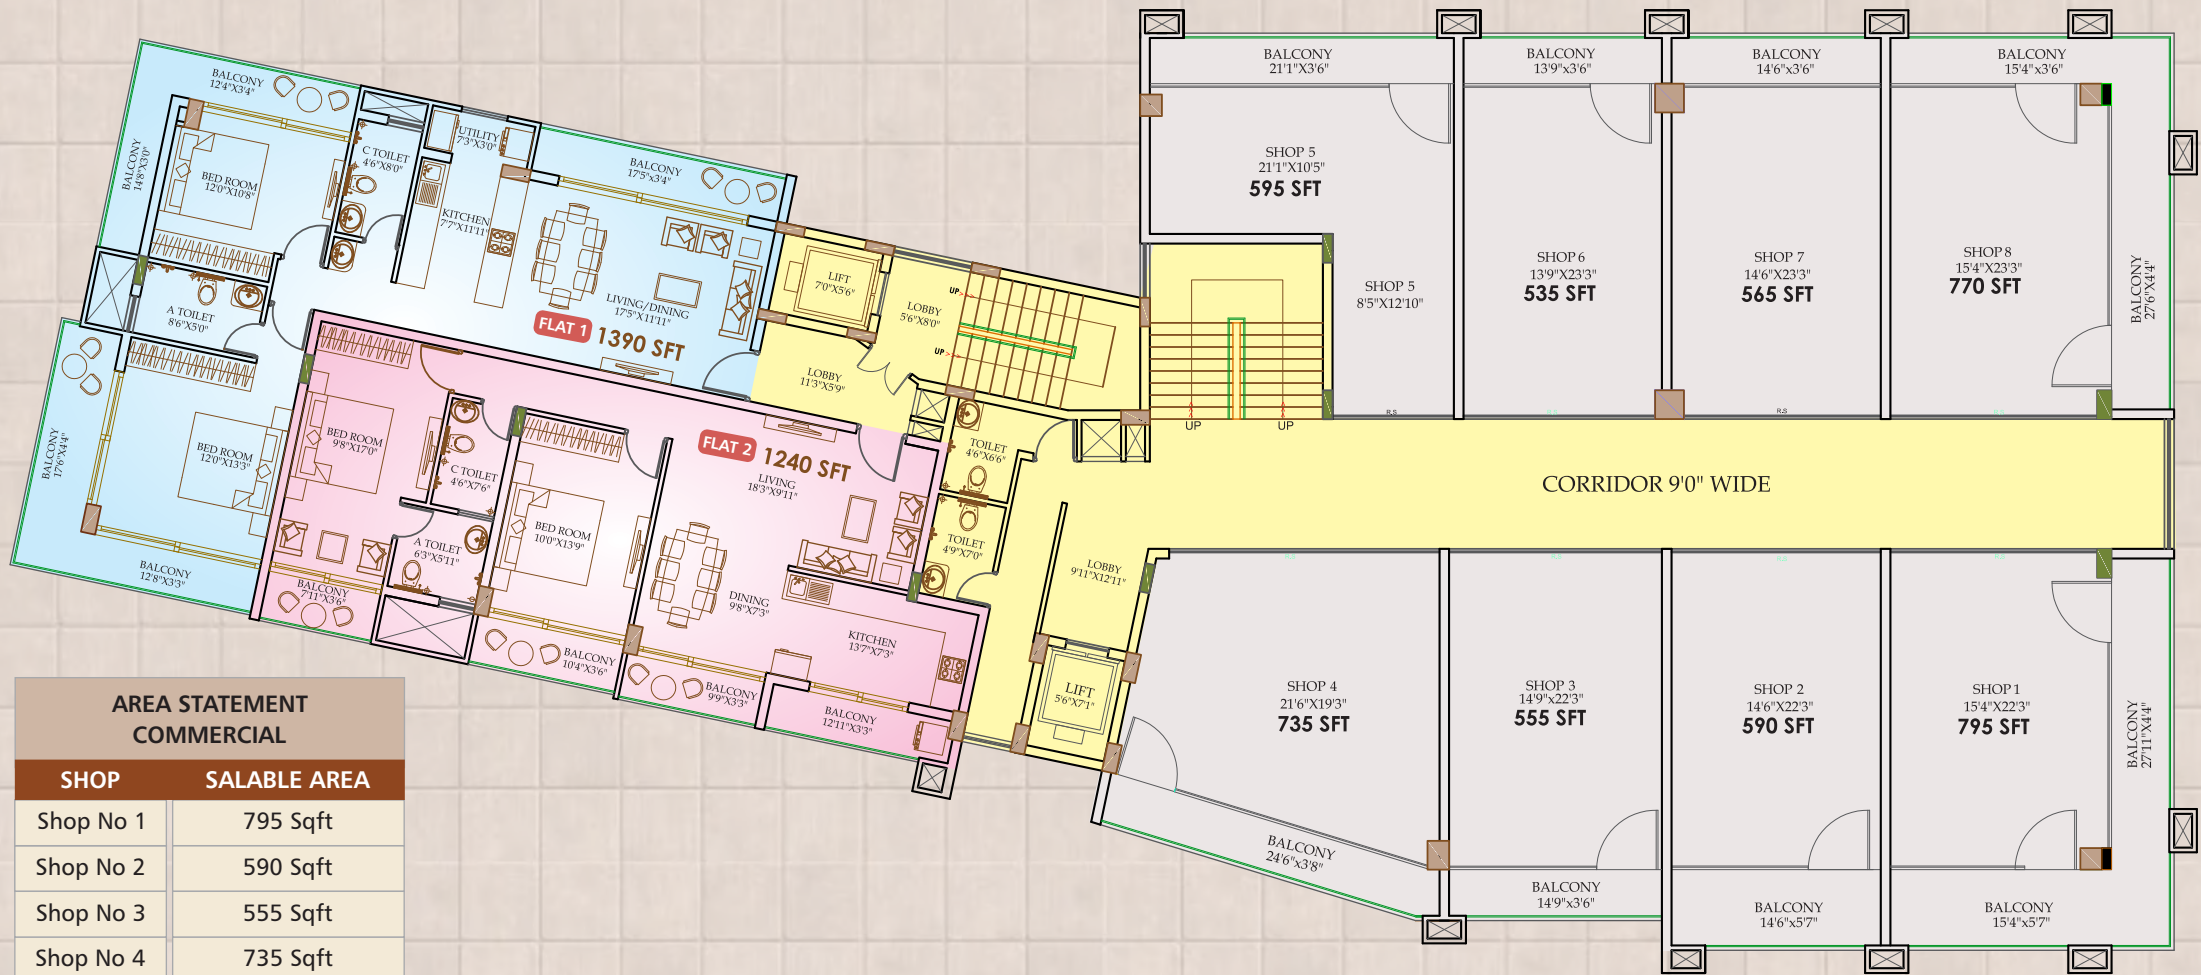 BALCONY
12'4"X3'4"
BALCONY
14'8"X3'0"
BED ROOM
12'0"X10'8"
C TOILET
4'6"X8'0"
UTILITY
7'3"X3'0"
KITCHEN
7'7"X11'11"
BALCONY
17'5"x3'4"
LIVING/DINING
17'5"X11'11"
FLAT 1 1390 SFT
A TOILET
8'6"X5'0"
BED ROOM
12'0"X13'3"
BALCONY
17'6"X4'4"
BALCONY
12'8"X3'3"
LIFT
7'0"X5'6"
LOBBY
5'6"X8'0"
UP
UP
LOBBY
11'3"X5'9"
BED ROOM
9'8"X17'0"
C TOILET
4'6"X7'6"
A TOILET
6'3"X5'11"
BALCONY
7'11"X3'6"
BED ROOM
10'0"X13'9"
BALCONY
10'4"X3'6"
FLAT 2 1240 SFT
LIVING
18'3"X9'11"
DINING
9'8"X7'3"
KITCHEN
13'7"X7'3"
BALCONY
9'9"X3'3"
BALCONY
12'11"X3'3"
TOILET
4'6"X6'6"
TOILET
4'9"X7'0"
LOBBY
9'11"X12'11"
LIFT
5'6"X7'1"
BALCONY
21'1"X3'6"
BALCONY
13'9"x3'6"
BALCONY
14'6"x3'6"
BALCONY
15'4"x3'6"
SHOP 5
21'1"X10'5"
595 SFT
SHOP 5
8'5"X12'10"
SHOP 6
13'9"X23'3"
535 SFT
SHOP 7
14'6"X23'3"
565 SFT
SHOP 8
15'4"X23'3"
770 SFT
BALCONY
27'6"X4'4"
R.S
R.S
R.S
R.S
UP
UP
CORRIDOR 9'0" WIDE
R.S
R.S
R.S
R.S
SHOP 4
21'6"X19'3"
735 SFT
SHOP 3
14'9"x22'3"
555 SFT
SHOP 2
14'6"X22'3"
590 SFT
SHOP 1
15'4"X22'3"
795 SFT
BALCONY
27'11"X4'4"
BALCONY
24'6"x3'8"
BALCONY
14'9"x3'6"
BALCONY
14'6"x5'7"
BALCONY
15'4"x5'7"
AREA STATEMENT
COMMERCIAL
SHOP SALABLE AREA
Shop No 1 795 Sqft
Shop No 2 590 Sqft
Shop No 3 555 Sqft
Shop No 4 735 Sqft